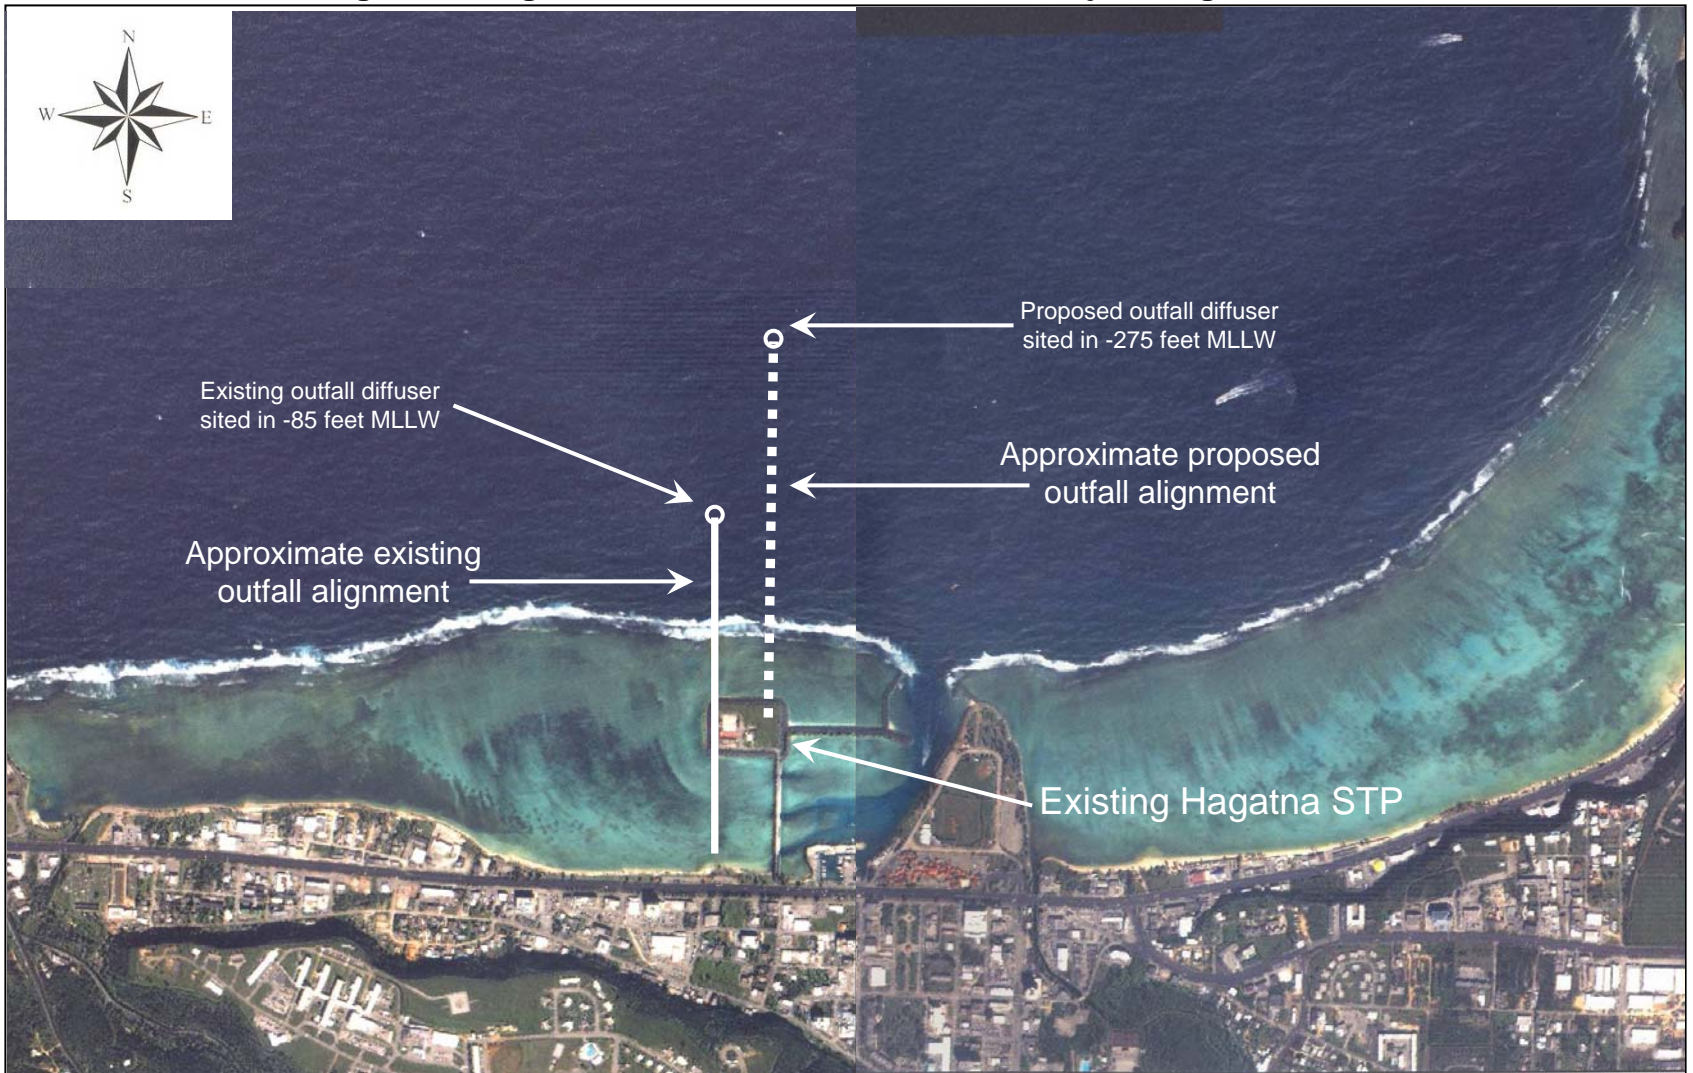 N
W
E
S
Proposed outfall diffuser
sited in -275 feet MLLW
Existing outfall diffuser
sited in -85 feet MLLW
Approximate proposed
outfall alignment
Approximate existing
outfall alignment
Existing Hagatna STP